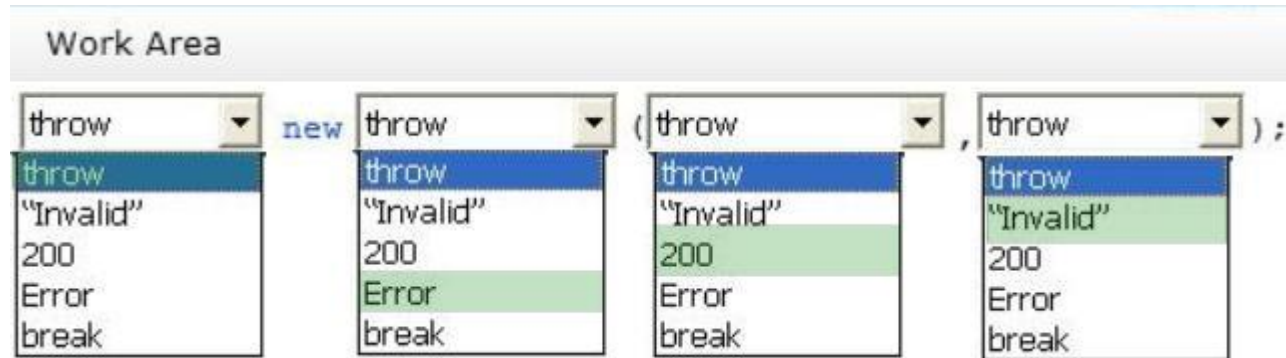 Work Area
throw new throw ( throw , throw );
throw throw throw throw
"Invalid" "Invalid" "Invalid" "Invalid"
200 200 200 200
Error Error Error Error
break break break break